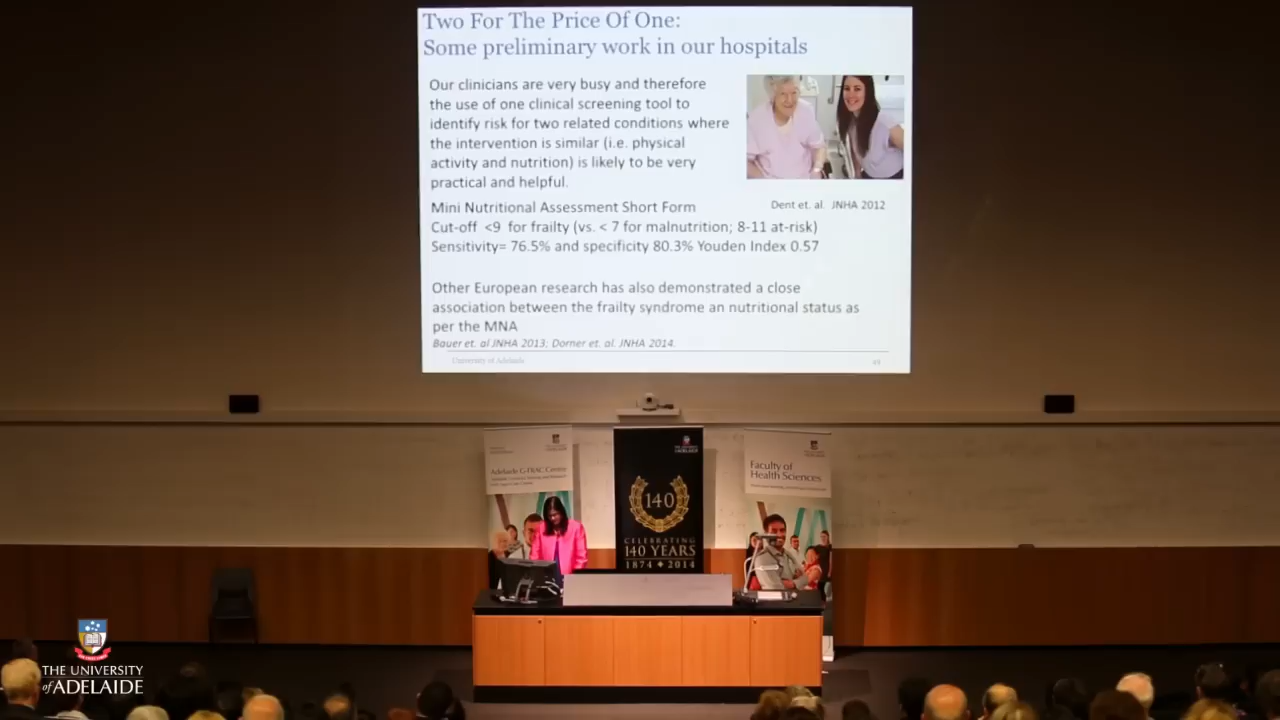 Two For The Price Of One:
Some preliminary work in our hospitals
Our clinicians are very busy and therefore
the use of one clinical screening tool to
identify risk for two related conditions where
the intervention is similar (i.e. physical
activity and nutrition) is likely to be very
practical and helpful.
Dent et. al. JNHA 2012
Mini Nutritional Assessment Short Form
Cut-off <9 for frailty (vs. < 7 for malnutrition; 8-11 at-risk)
Sensitivity= 76.5% and specificity 80.3% Youden Index 0.57
Other European research has also demonstrated a close
association between the frailty syndrome an nutritional status as
per the MNA
Bauer et. al JNHA 2013; Dorner et. al. JNHA 2014.
University of Adelaide
Adelaide G-TRAC Centre
140
CELEBRATING
140 YEARS
1874 ✦ 2014
Faculty of
Health Sciences
THE UNIVERSITY
of ADELAIDE